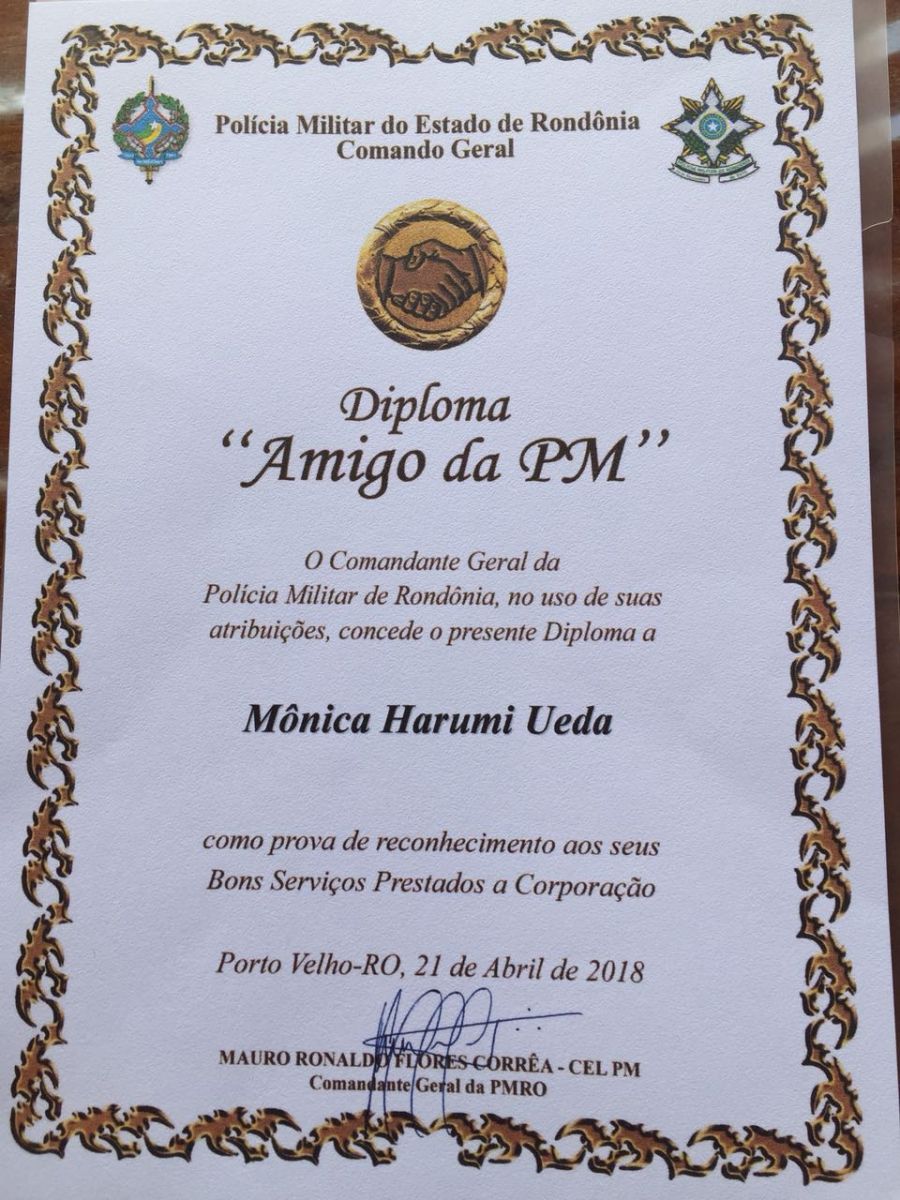 Polícia Militar do Estado de Rondônia
Comando Geral
Diploma
“Amigo da PM”
O Comandante Geral da
Polícia Militar de Rondônia, no uso de suas
atribuições, concede o presente Diploma a
Mônica Harumi Ueda
como prova de reconhecimento aos seus
Bons Serviços Prestados a Corporação
Porto Velho-RO, 21 de Abril de 2018
MAURO RONALDO FLORES CORRÊA - CEL PM
Comandante Geral da PMRO